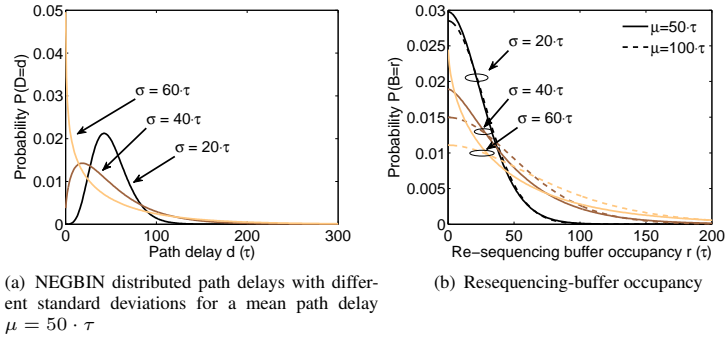 0.05
0.04
0.03
0.02
0.01
0
0
100
200
300
Probability P(D=d)
Path delay d (τ)
σ = 60·τ
σ = 40·τ
σ = 20·τ
0.03
0.025
0.02
0.015
0.01
0.005
0
0
50
100
150
200
Probability P(B=r)
Re−sequencing buffer occupancy r (τ)
σ = 20·τ
σ = 40·τ
σ = 60·τ
μ=50·τ
μ=100·τ
(a) NEGBIN distributed path delays with differ-
ent standard deviations for a mean path delay
μ = 50 · τ
(b) Resequencing-buffer occupancy